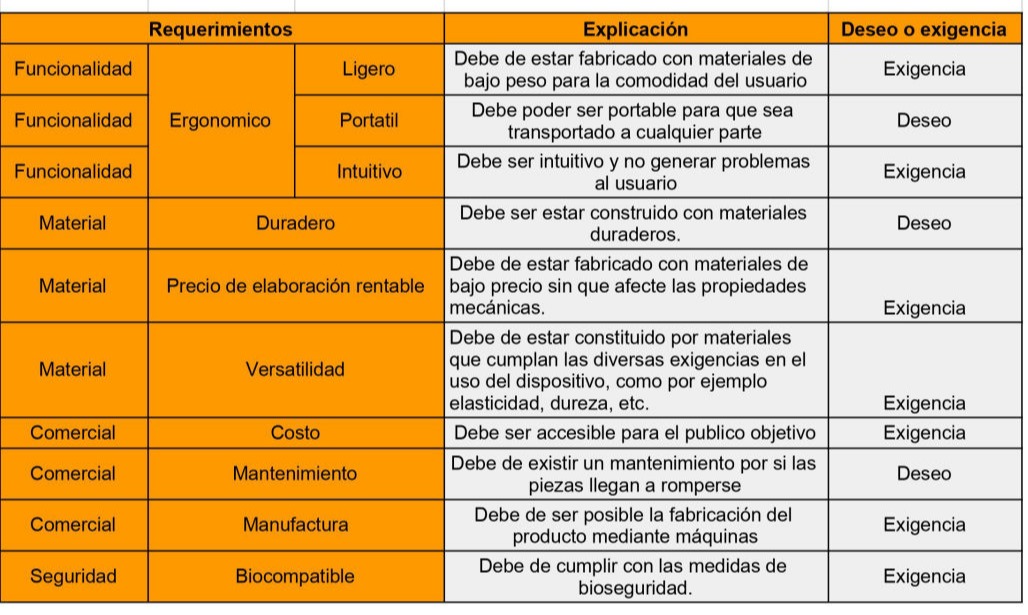 Requerimientos Explicación Deseo o exigencia
Funcionalidad Ergonomico Ligero Debe de estar fabricado con materiales de
bajo peso para la comodidad del usuario Exigencia
Funcionalidad Portatil Debe poder ser portable para que sea
transportado a cualquier parte Deseo
Funcionalidad Intuitivo Debe ser intuitivo y no generar problemas
al usuario Exigencia
Material Duradero Debe ser estar construido con materiales
duraderos. Deseo
Material Precio de elaboración rentable Debe de estar fabricado con materiales de
bajo precio sin que afecte las propiedades
mecánicas. Exigencia
Material Versatilidad Debe de estar constituido por materiales
que cumplan las diversas exigencias en el
uso del dispositivo, como por ejemplo
elasticidad, dureza, etc. Exigencia
Comercial Costo Debe ser accesible para el publico objetivo Exigencia
Comercial Mantenimiento Debe de existir un mantenimiento por si las
piezas llegan a romperse Deseo
Comercial Manufactura Debe de ser posible la fabricación del
producto mediante máquinas Exigencia
Seguridad Biocompatible Debe de cumplir con las medidas de
bioseguridad. Exigencia